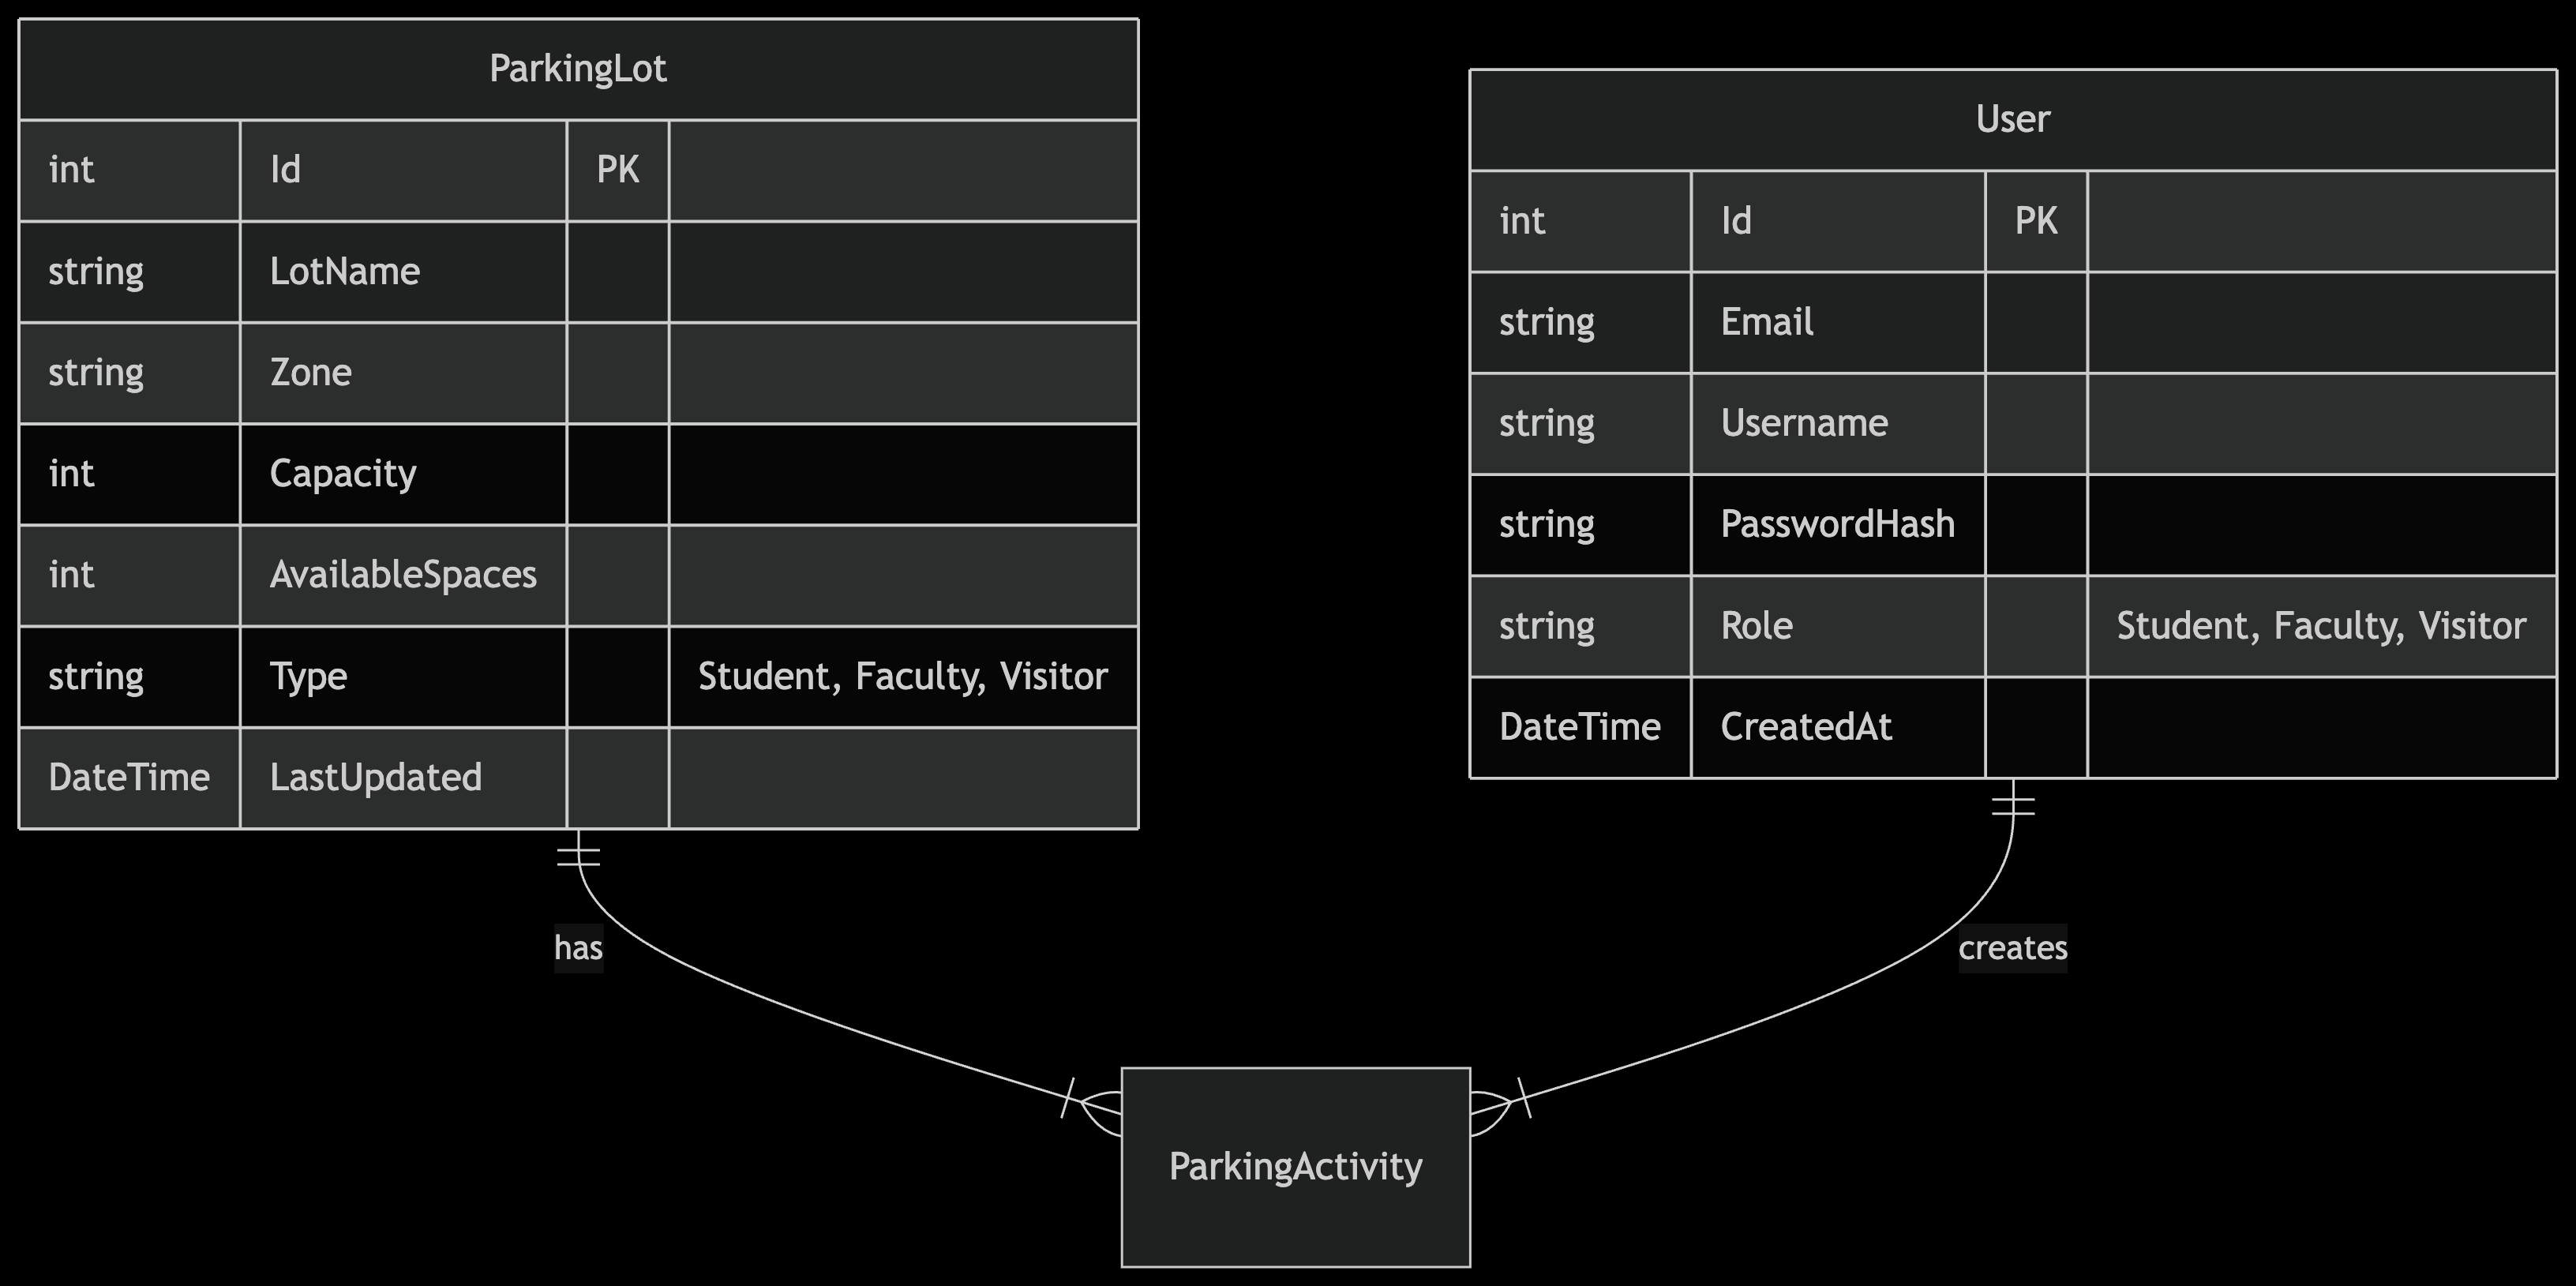 ParkingLot
int Id PK
string LotName
string Zone
int Capacity
int AvailableSpaces
string Type Student, Faculty, Visitor
DateTime LastUpdated
User
int Id PK
string Email
string Username
string PasswordHash
string Role Student, Faculty, Visitor
DateTime CreatedAt
has
creates
ParkingActivity